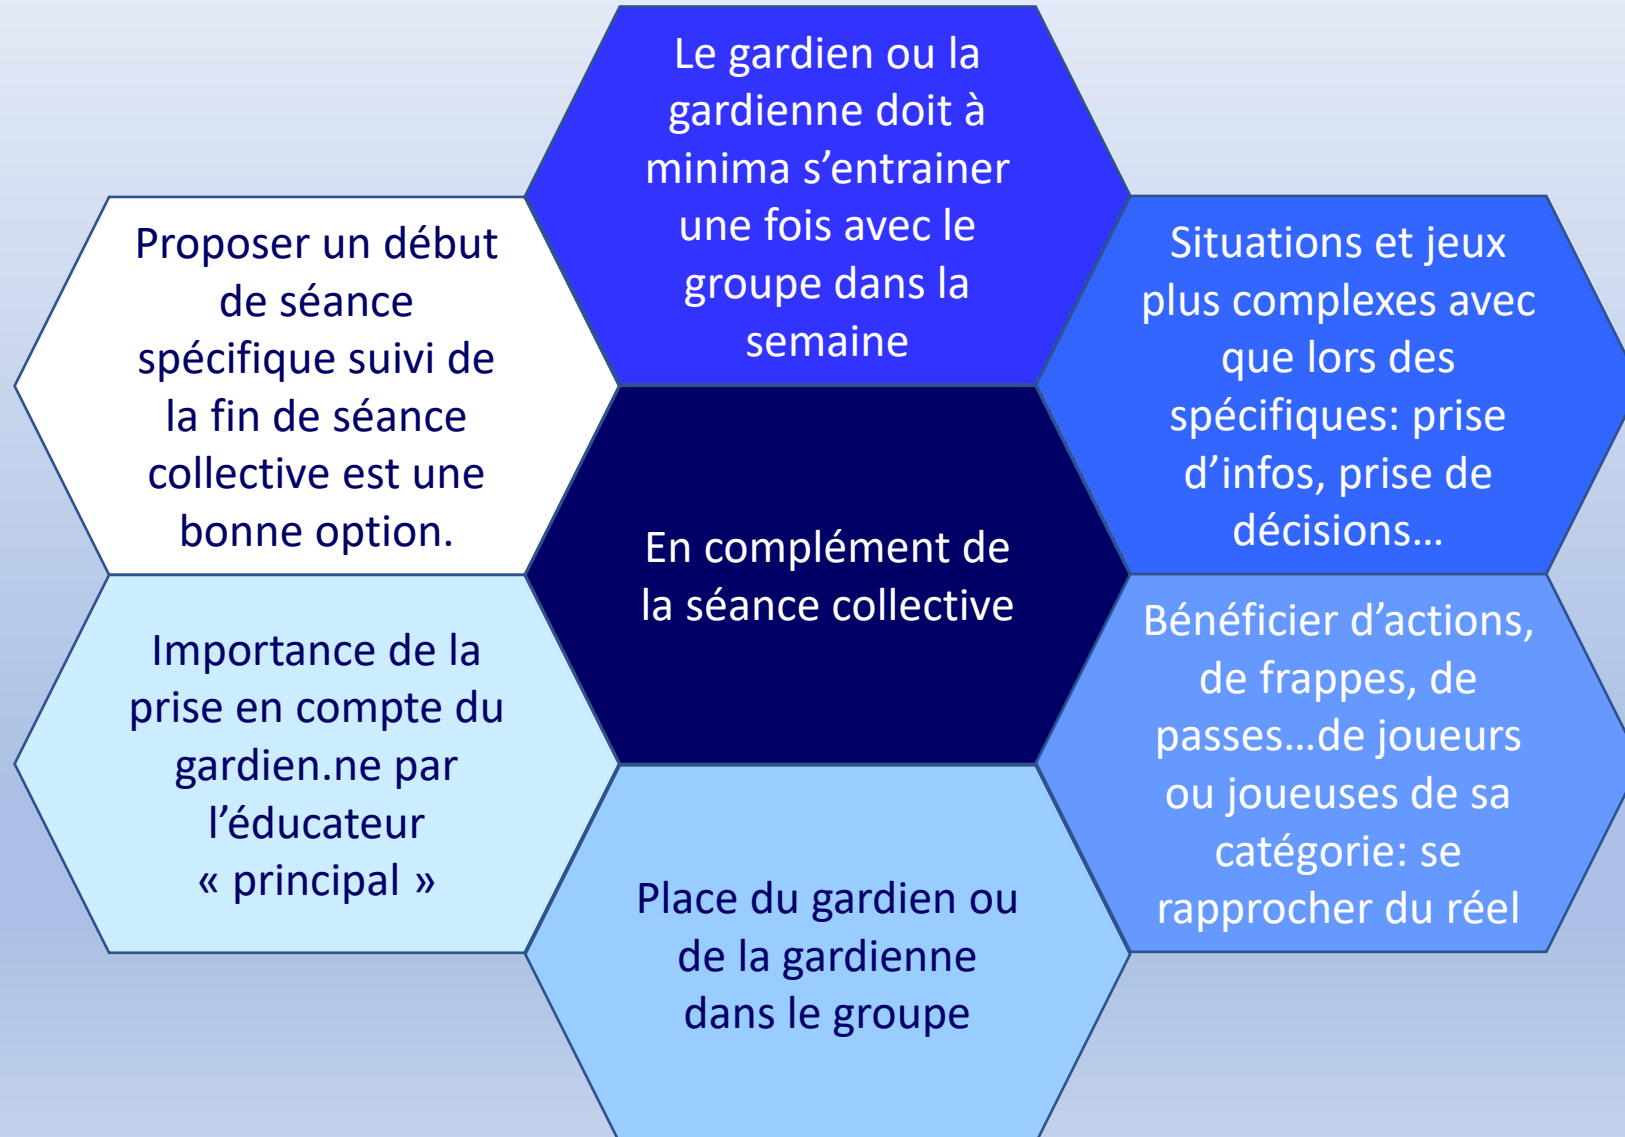 Le gardien ou la
gardienne doit à
minima s’entrainer
une fois avec le
groupe dans la
semaine
Proposer un début
de séance
spécifique suivi de
la fin de séance
collective est une
bonne option.
Situations et jeux
plus complexes avec
que lors des
spécifiques: prise
d’infos, prise de
décisions…
En complément de
la séance collective
Importance de la
prise en compte du
gardien.ne par
l’éducateur
« principal »
Bénéficier d’actions,
de frappes, de
passes…de joueurs
ou joueuses de sa
catégorie: se
rapprocher du réel
Place du gardien ou
de la gardienne
dans le groupe